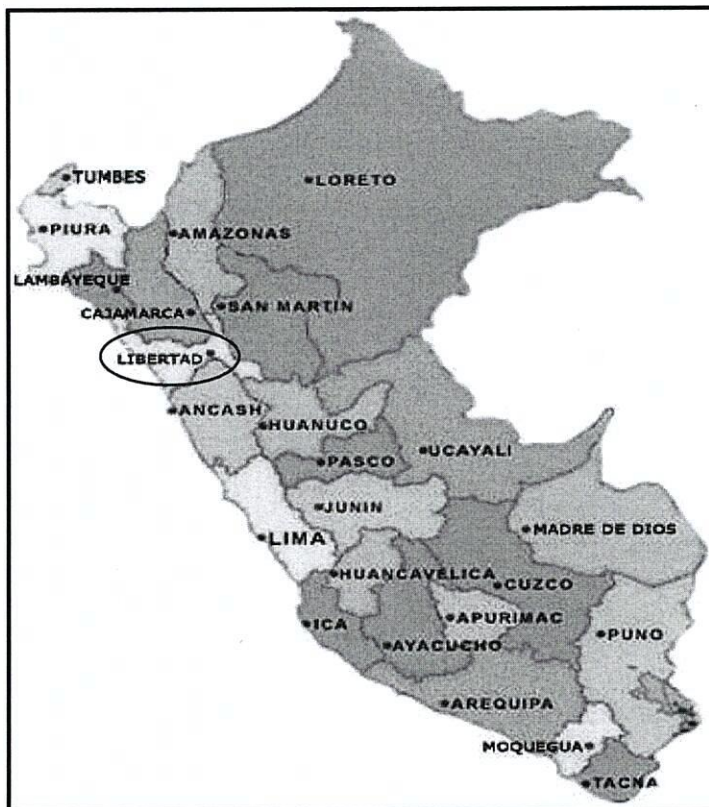 TUMBES
LORETO
PIURA
AMAZONAS
LAMBAYEQUE
SAN MARTIN
CAJAMARCA
LIBERTAD
ANCASH
HUANUCO
UCAYALI
PASCO
JUNIN
MADRE DE DIOS
LIMA
HUANCAVELICA
CUZCO
APURIMAC
ICA
PUNO
AYACUCHO
AREQUIPA
MOQUEGUA
TACNA